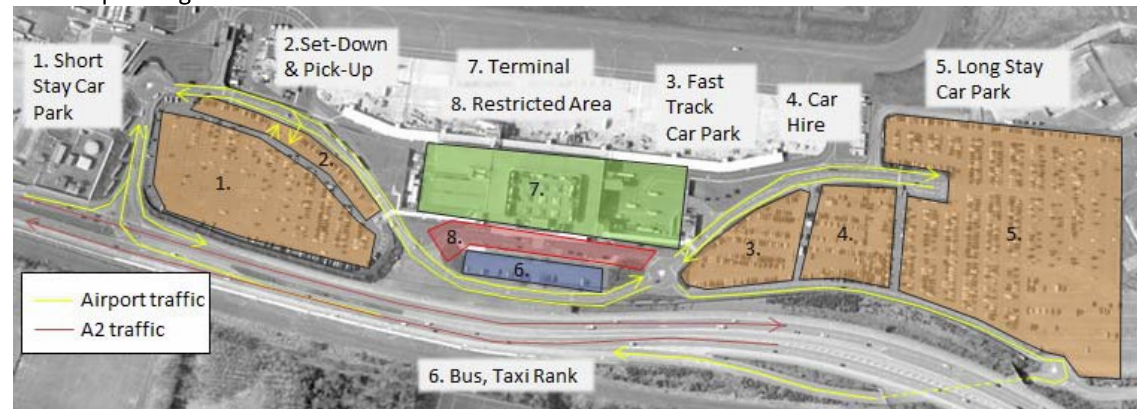 1. Short
Stay Car
Park
2.Set-Down
& Pick-Up
7. Terminal
8. Restricted Area
3. Fast
Track
Car Park
4. Car
Hire
5. Long Stay
Car Park
1.
2.
7.
8.
6.
3.
4.
5.
Airport traffic
A2 traffic
6. Bus, Taxi Rank